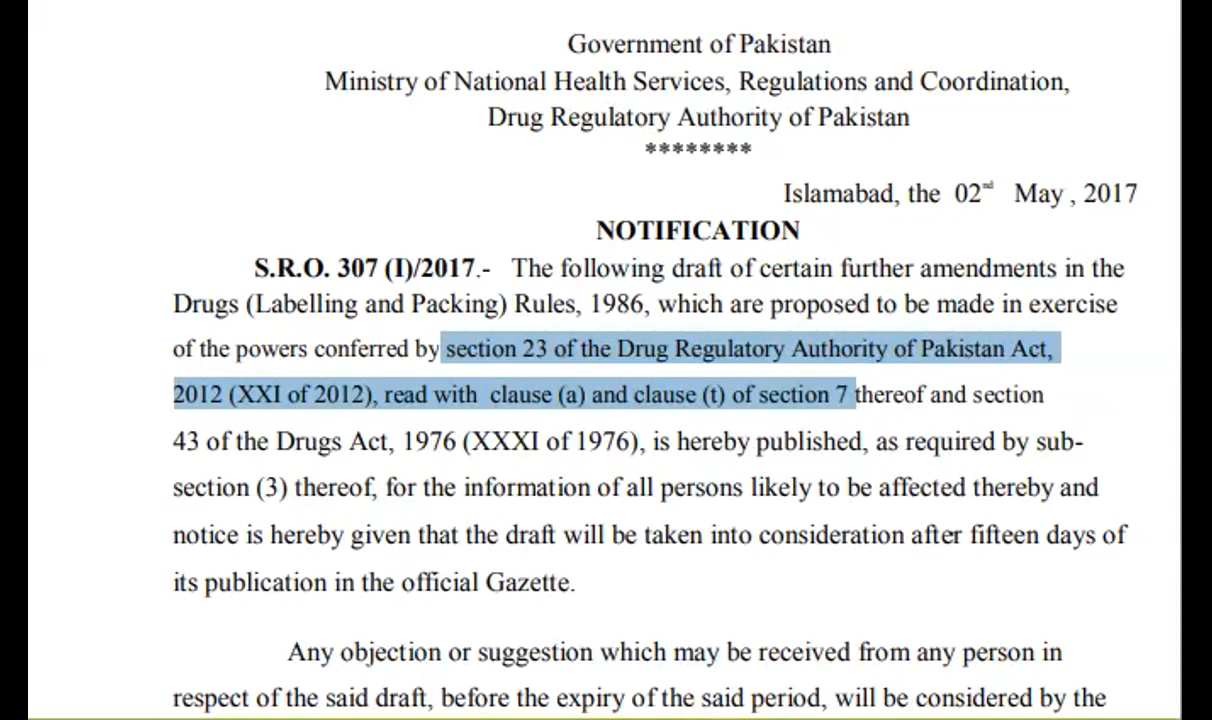 Government of Pakistan
Ministry of National Health Services, Regulations and Coordination,
Drug Regulatory Authority of Pakistan
********
Islamabad, the 02nd May , 2017
NOTIFICATION
S.R.O. 307 (I)/2017.- The following draft of certain further amendments in the
Drugs (Labelling and Packing) Rules, 1986, which are proposed to be made in exercise
of the powers conferred by section 23 of the Drug Regulatory Authority of Pakistan Act,
2012 (XXI of 2012), read with clause (a) and clause (t) of section 7 thereof and section
43 of the Drugs Act, 1976 (XXXI of 1976), is hereby published, as required by sub-
section (3) thereof, for the information of all persons likely to be affected thereby and
notice is hereby given that the draft will be taken into consideration after fifteen days of
its publication in the official Gazette.
Any objection or suggestion which may be received from any person in
respect of the said draft, before the expiry of the said period, will be considered by the